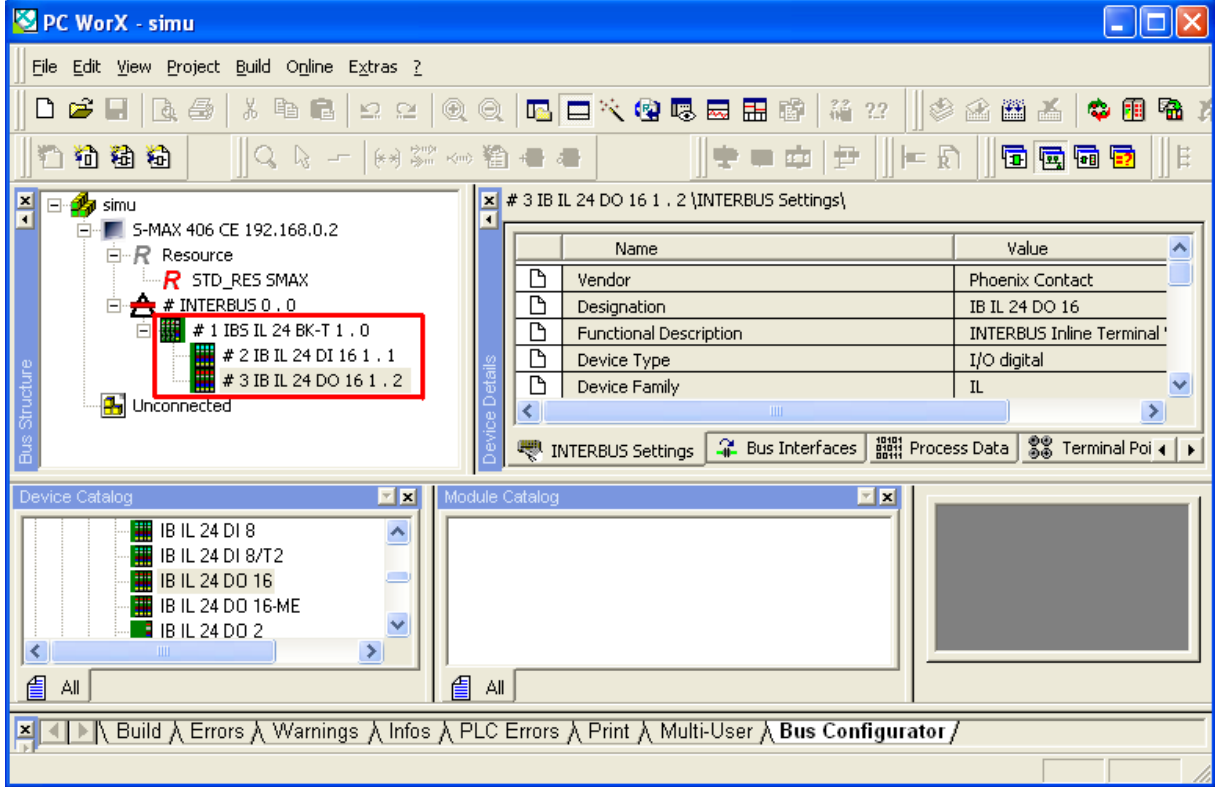 PC WorX - simu
File Edit View Project Build Online Extras ?
simu
S-MAX 406 CE 192.168.0.2
R Resource
R STD_RES SMAX
# INTERBUS 0 . 0
# 1 IBS IL 24 BK-T 1 . 0
# 2 IB IL 24 DI 16 1 . 1
# 3 IB IL 24 DO 16 1 . 2
Unconnected
Bus Structure
# 3 IB IL 24 DO 16 1 . 2 \INTERBUS Settings\
Name Value
Vendor Phoenix Contact
Designation IB IL 24 DO 16
Functional Description INTERBUS Inline Terminal '
Device Type I/O digital
Device Family IL
Device Details
INTERBUS Settings Bus Interfaces Process Data Terminal Poi
Device Catalog
IB IL 24 DI 8
IB IL 24 DI 8/T2
IB IL 24 DO 16
IB IL 24 DO 16-ME
IB IL 24 DO 2
All
Module Catalog
All
Build Errors Warnings Infos PLC Errors Print Multi-User Bus Configurator